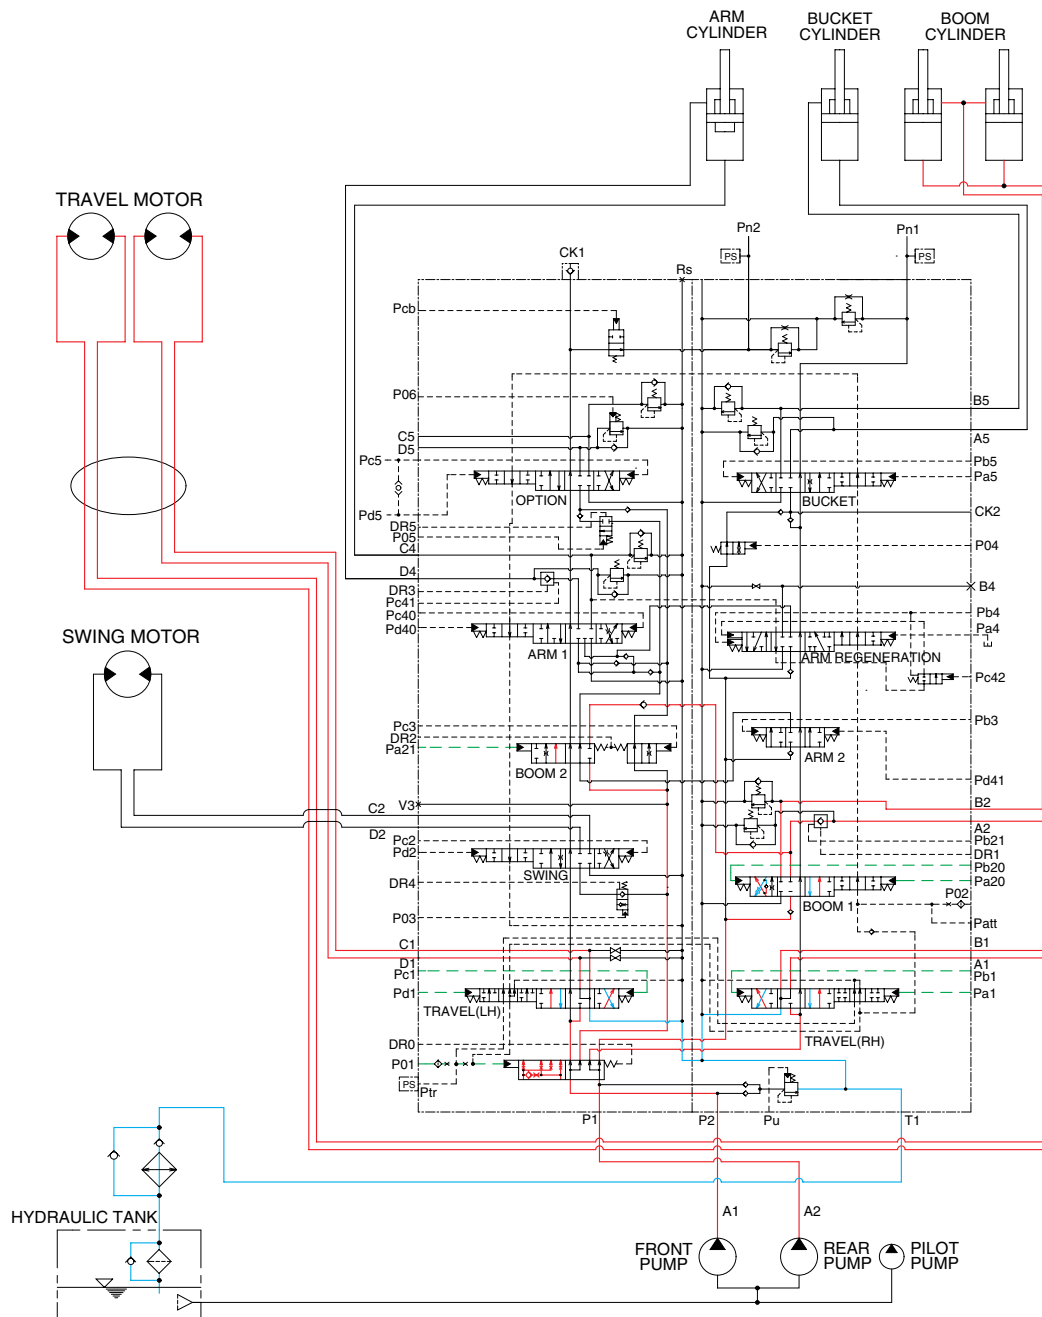 ARM
CYLINDER
BUCKET
CYLINDER
BOOM
CYLINDER
TRAVEL MOTOR
Pn2
Pn1
PS
PS
CK1
Rs
Pcb
P06
B5
C5
D5
A5
Pc5
Pb5
Pa5
OPTION
BUCKET
Pd5
CK2
DR5
P05
C4
P04
D4
B4
DR3
Pc41
Pc40
Pb4
Pd40
Pa4
E
SWING MOTOR
ARM 1
ARM REGENERATION
Pc42
Pc3
Pb3
DR2
Pa21
BOOM 2
ARM 2
Pd41
C2
V3
B2
D2
A2
Pc2
Pb21
Pd2
DR1
SWING
Pb20
DR4
Pa20
BOOM 1
P02
P03
Patt
C1
B1
D1
A1
Pc1
Pb1
Pd1
Pa1
TRAVEL(LH)
TRAVEL(RH)
DR0
P01
PS
Ptr
P1
P2
Pu
T1
HYDRAULIC TANK
A1
A2
FRONT
PUMP
REAR
PUMP
PILOT
PUMP